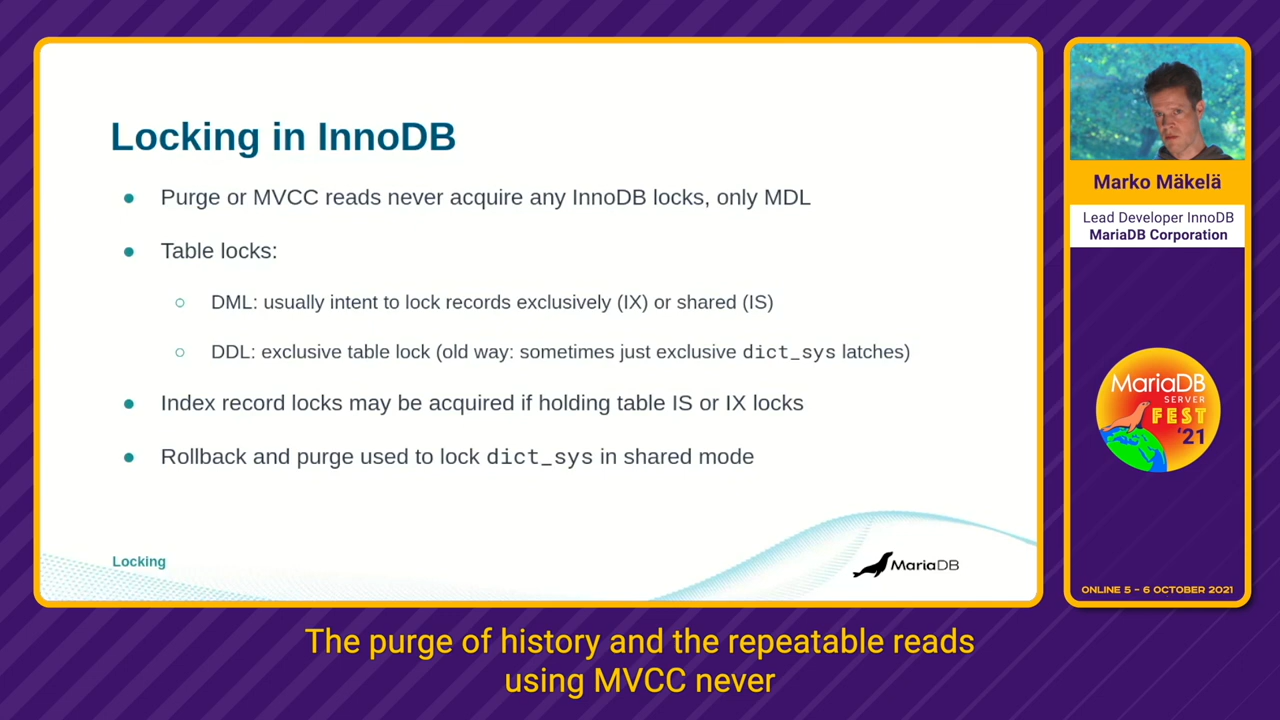 Locking in InnoDB
Purge or MVCC reads never acquire any InnoDB locks, only MDL
Table locks:
DML: usually intent to lock records exclusively (IX) or shared (IS)
DDL: exclusive table lock (old way: sometimes just exclusive dict_sys latches)
Index record locks may be acquired if holding table IS or IX locks
Rollback and purge used to lock dict_sys in shared mode
Locking
MariaDB
Marko Mäkelä
Lead Developer InnoDB
MariaDB Corporation
MariaDB
SERVER
FEST
'21
ONLINE 5 - 6 OCTOBER 2021
The purge of history and the repeatable reads
using MVCC never